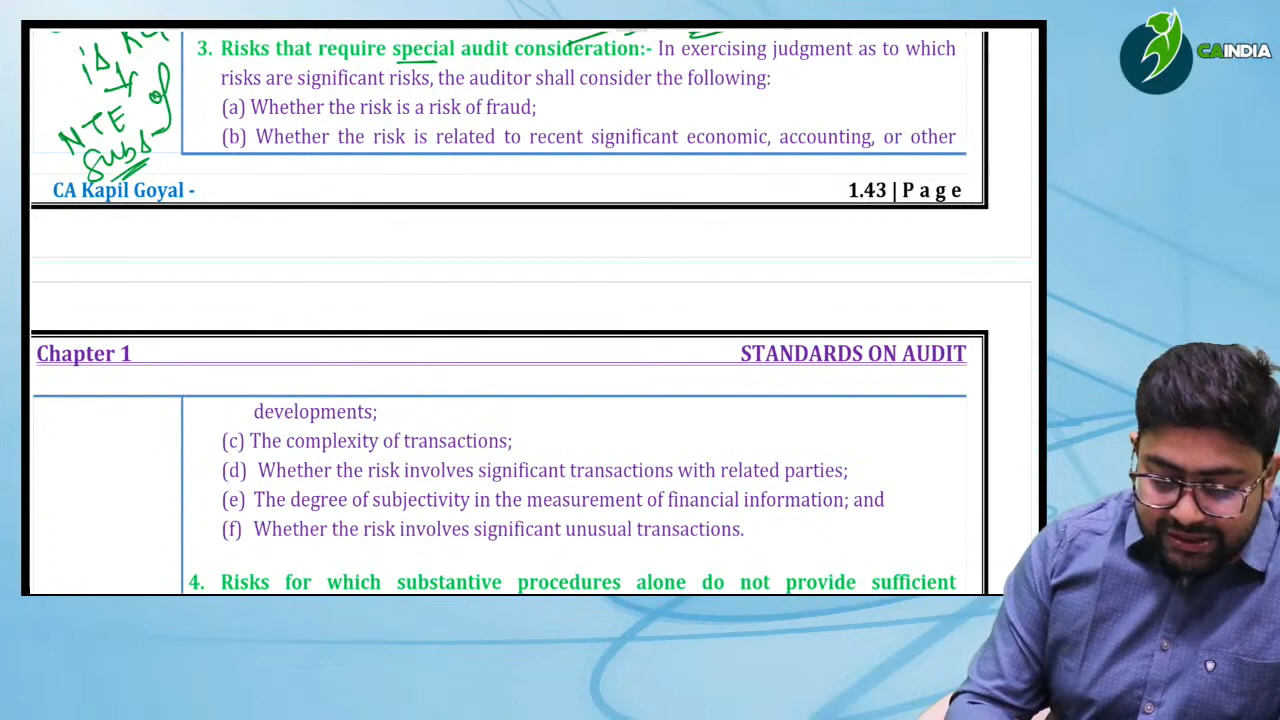 is
NTE of
Subs
3. Risks that require special audit consideration:- In exercising judgment as to which
risks are significant risks, the auditor shall consider the following:
(a) Whether the risk is a risk of fraud;
(b) Whether the risk is related to recent significant economic, accounting, or other
CA Kapil Goyal -
1.43 | P a g e
CAINDIA
Chapter 1
STANDARDS ON AUDIT
developments;
(c) The complexity of transactions;
(d) Whether the risk involves significant transactions with related parties;
(e) The degree of subjectivity in the measurement of financial information; and
(f) Whether the risk involves significant unusual transactions.
4. Risks for which substantive procedures alone do not provide sufficient